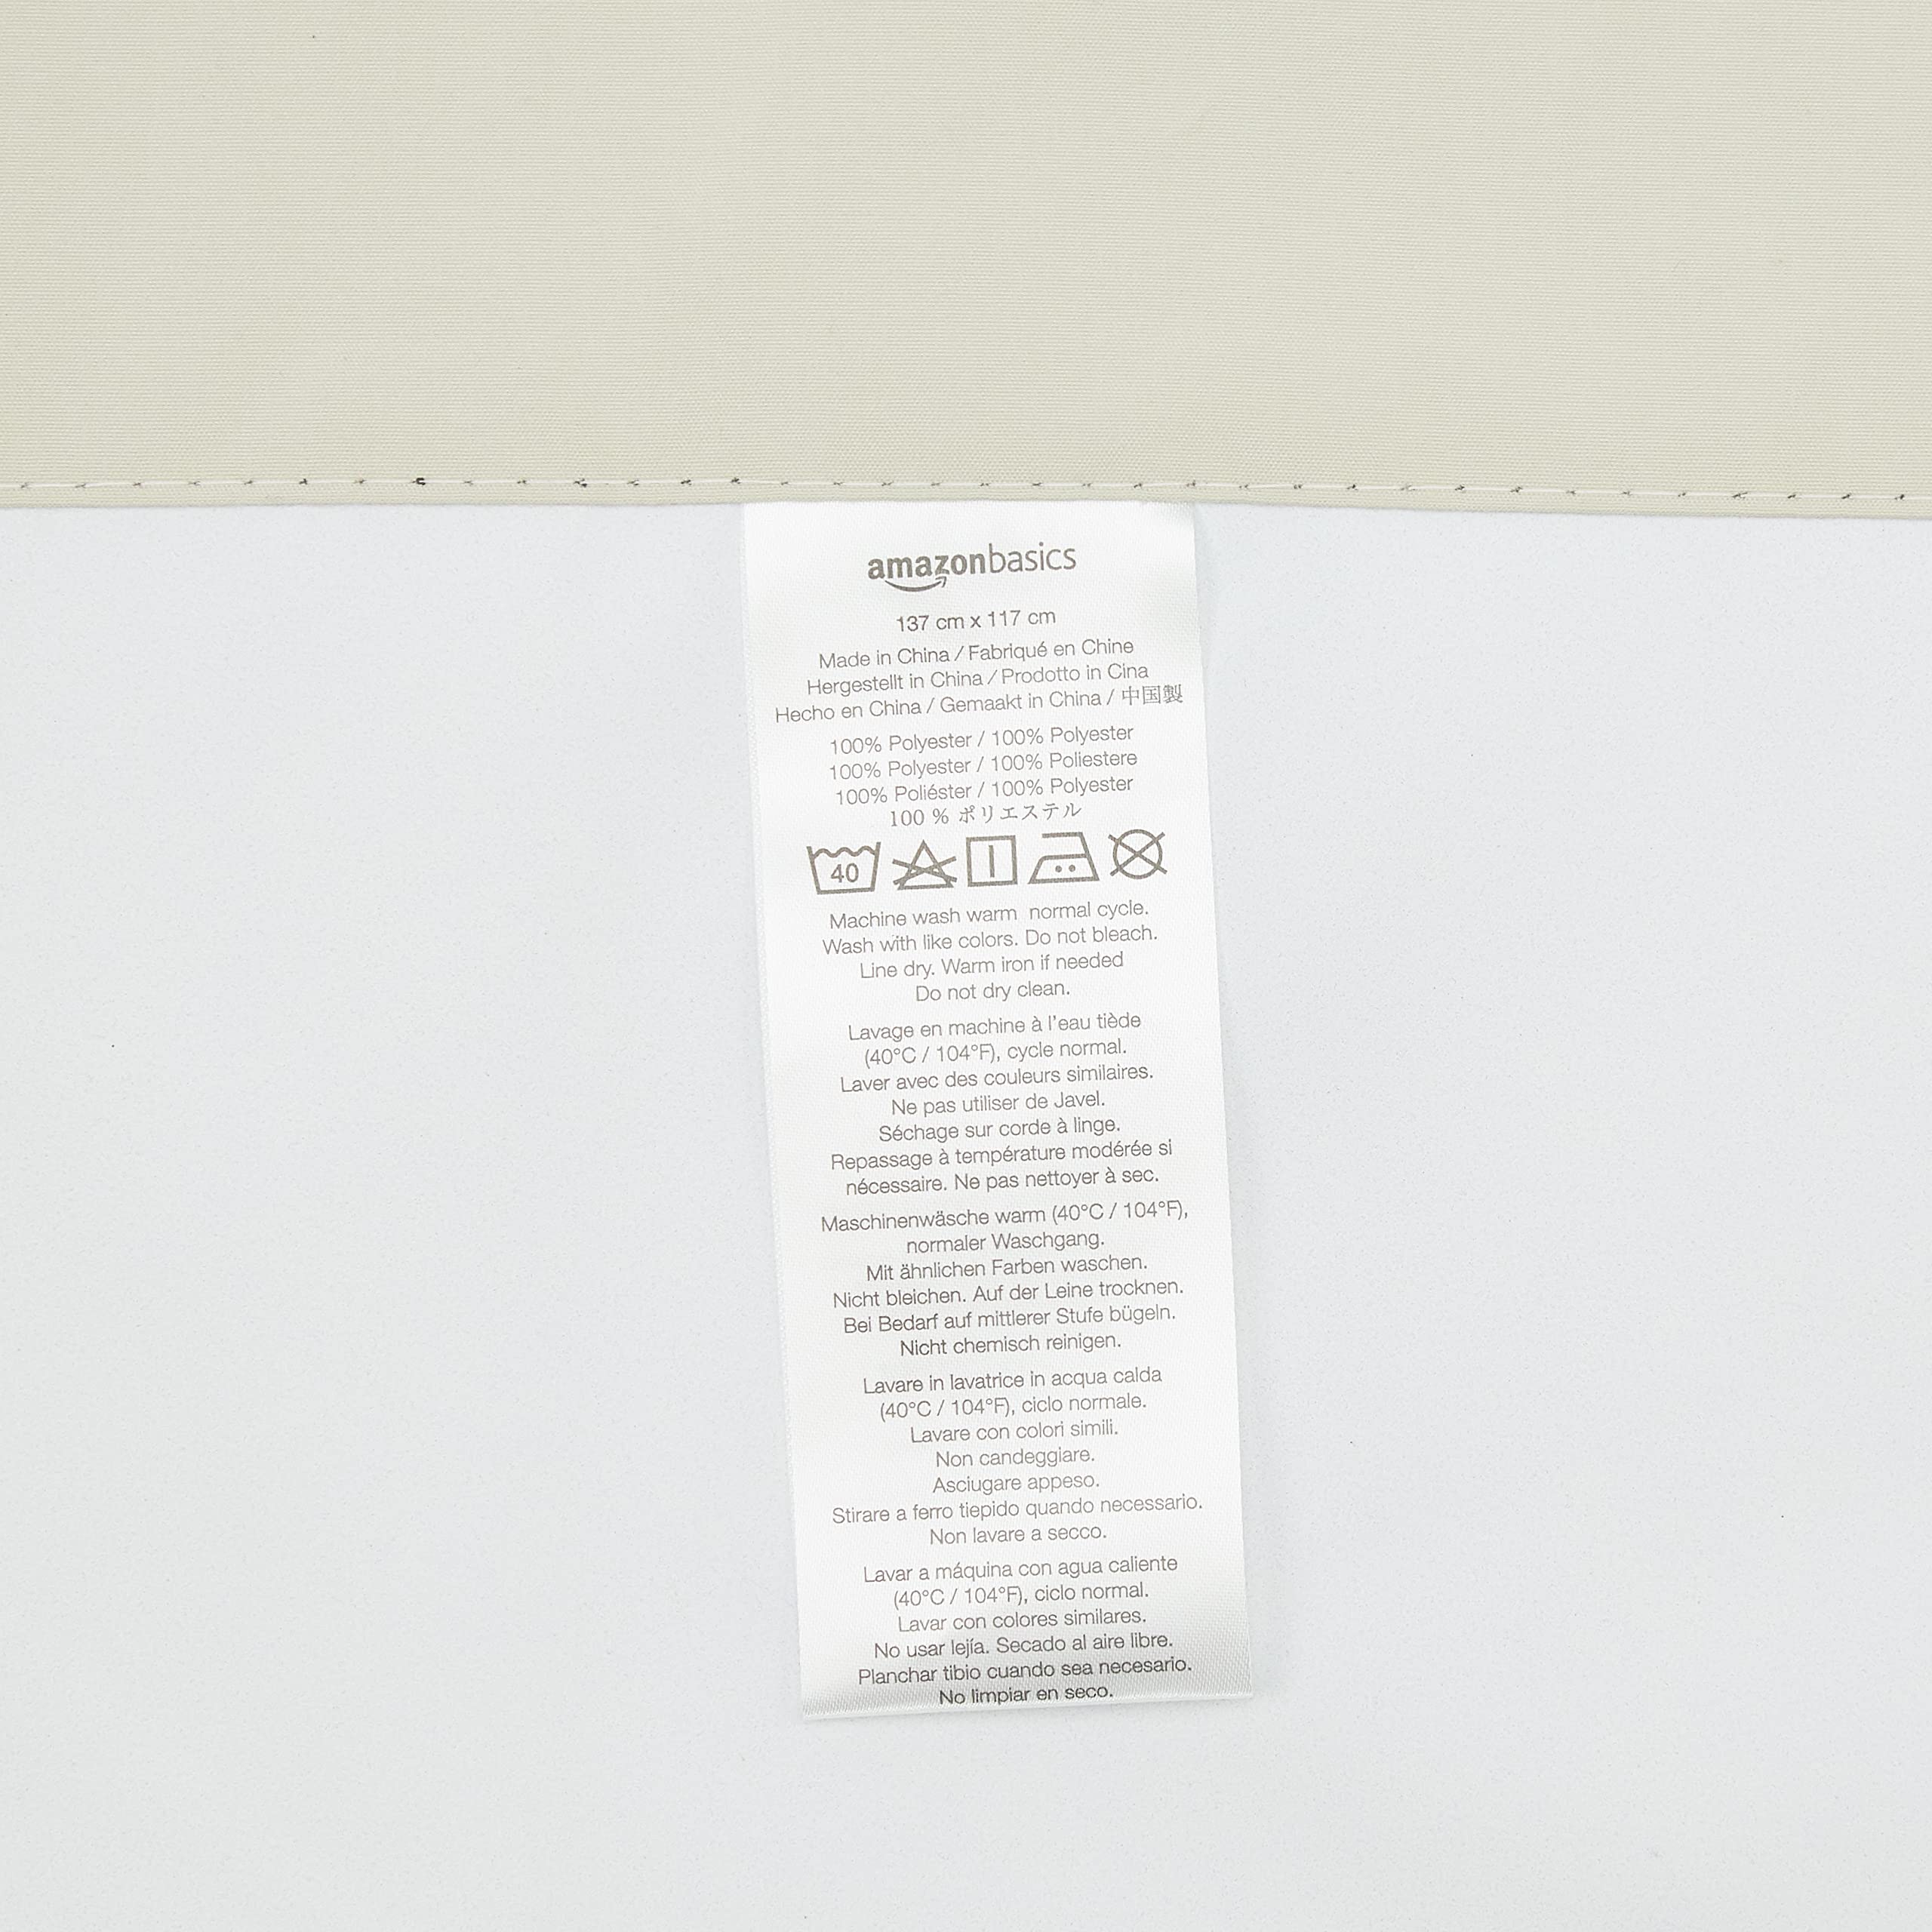 amazonbasics
137 cm x 117 cm
Made in China / Fabriqué en Chine
Hergestellt in China / Prodotto in Cina
Hecho en China / Gemaakt in China / 中国製
100% Polyester / 100% Polyester
100% Polyester / 100% Poliestere
100% Poliéster / 100% Polyester
100 % ポリエステル
40
Machine wash warm normal cycle.
Wash with like colors. Do not bleach.
Line dry. Warm iron if needed
Do not dry clean.
Lavage en machine à l'eau tiède
(40°C / 104°F), cycle normal.
Laver avec des couleurs similaires.
Ne pas utiliser de Javel.
Séchage sur corde à linge.
Repassage à température modérée si
nécessaire. Ne pas nettoyer à sec.
Maschinenwäsche warm (40°C / 104°F),
normaler Waschgang.
Mit ähnlichen Farben waschen.
Nicht bleichen. Auf der Leine trocknen.
Bei Bedarf auf mittlerer Stufe bügeln.
Nicht chemisch reinigen.
Lavare in lavatrice in acqua calda
(40°C / 104°F), ciclo normale.
Lavare con colori simili.
Non candeggiare.
Asciugare appeso.
Stirare a ferro tiepido quando necessario.
Non lavare a secco.
Lavar a máquina con agua caliente
(40°C / 104°F), ciclo normal.
Lavar con colores similares.
No usar lejía. Secado al aire libre.
Planchar tibio cuando sea necesario.
No limpiar en seco.